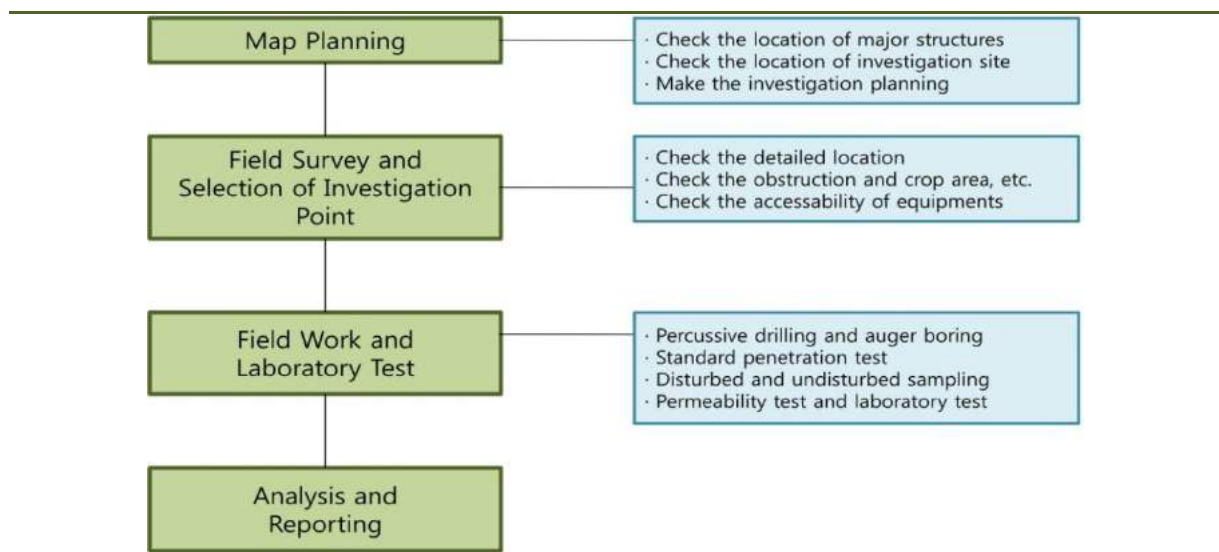 Map Planning
· Check the location of major structures
· Check the location of investigation site
· Make the investigation planning
Field Survey and
Selection of Investigation
Point
· Check the detailed location
· Check the obstruction and crop area, etc.
· Check the accessability of equipments
Field Work and
Laboratory Test
· Percussive drilling and auger boring
· Standard penetration test
· Disturbed and undisturbed sampling
· Permeability test and laboratory test
Analysis and
Reporting